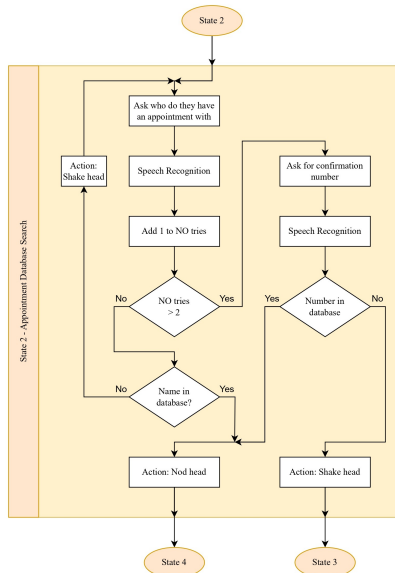 State 2
State 2 - Appointment Database Search
Ask who do they have
an appointment with
Action:
Shake head
Speech Recognition
Ask for confirmation
number
Add 1 to NO tries
Speech Recognition
No
NO tries
> 2
Yes
Yes
Number in
database
No
No
Name in
database?
Yes
Action: Nod head
Action: Shake head
State 4
State 3